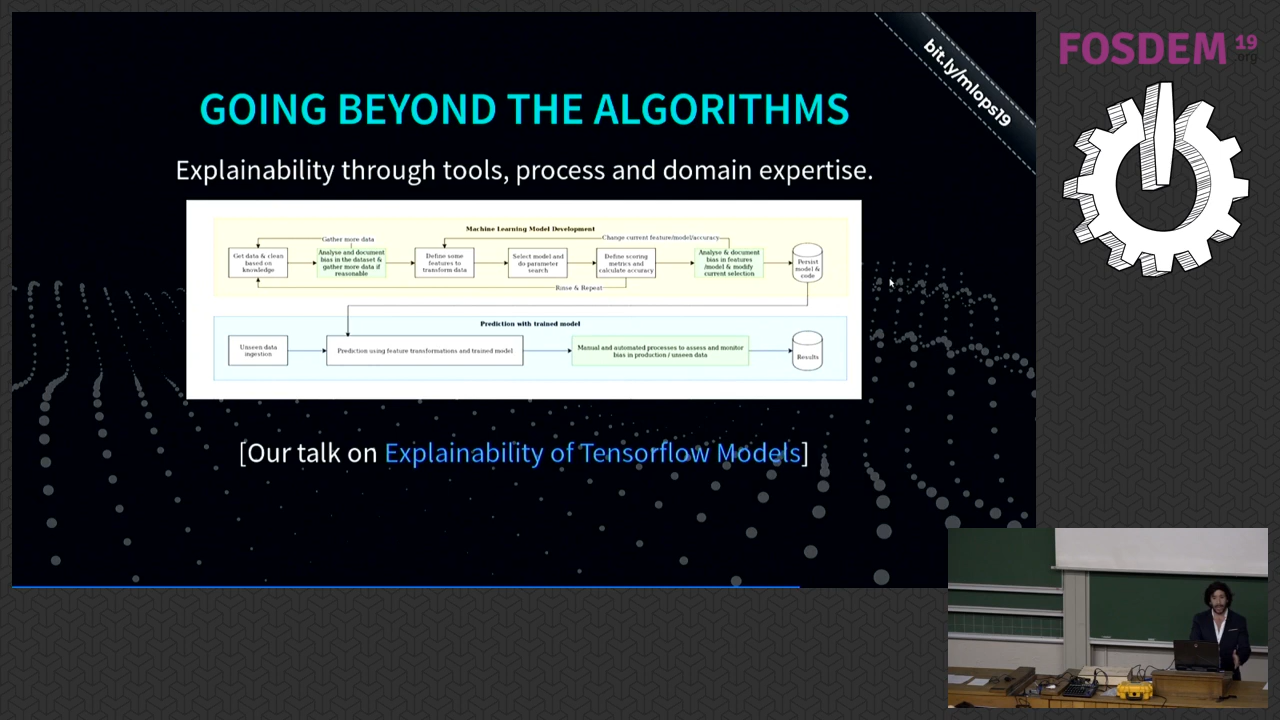 bit.ly/mlops19
FOSDEM 19
.org
GOING BEYOND THE ALGORITHMS
Explainability through tools, process and domain expertise.
Machine Learning Model Development
Gather more data
Change current feature/model/accuracy
Get data & clean
based on
knowledge
Analyse and document
bias in the dataset &
gather more data if
reasonable
Define some
features to
transform data
Select model and
do parameter
search
Define scoring
metrics and
calculate accuracy
Analyse & document
bias in features
/model & modify
current selection
Persist
model &
code
Rinse & Repeat
Prediction with trained model
Unseen data
ingestion
Prediction using feature transformations and trained model
Manual and automated processes to assess and monitor
bias in production / unseen data
Results
[Our talk on Explainability of Tensorflow Models]